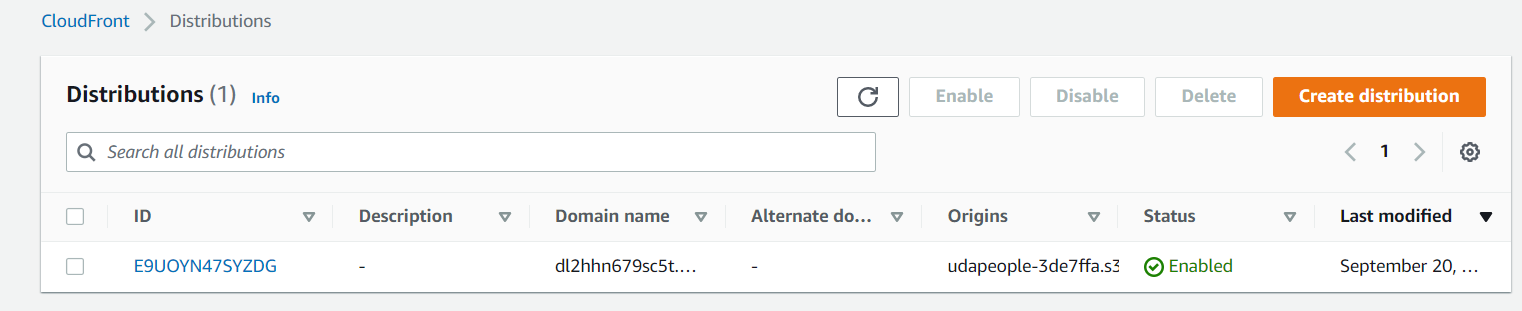 CloudFront > Distributions
Distributions (1) Info
Enable Disable Delete Create distribution
Search all distributions
1
ID Description Domain name Alternate do... Origins Status Last modified
E9UOYN47SYZDG - dl2hhn679sc5t.... - udapeople-3de7ffa.s3 Enabled September 20, ...